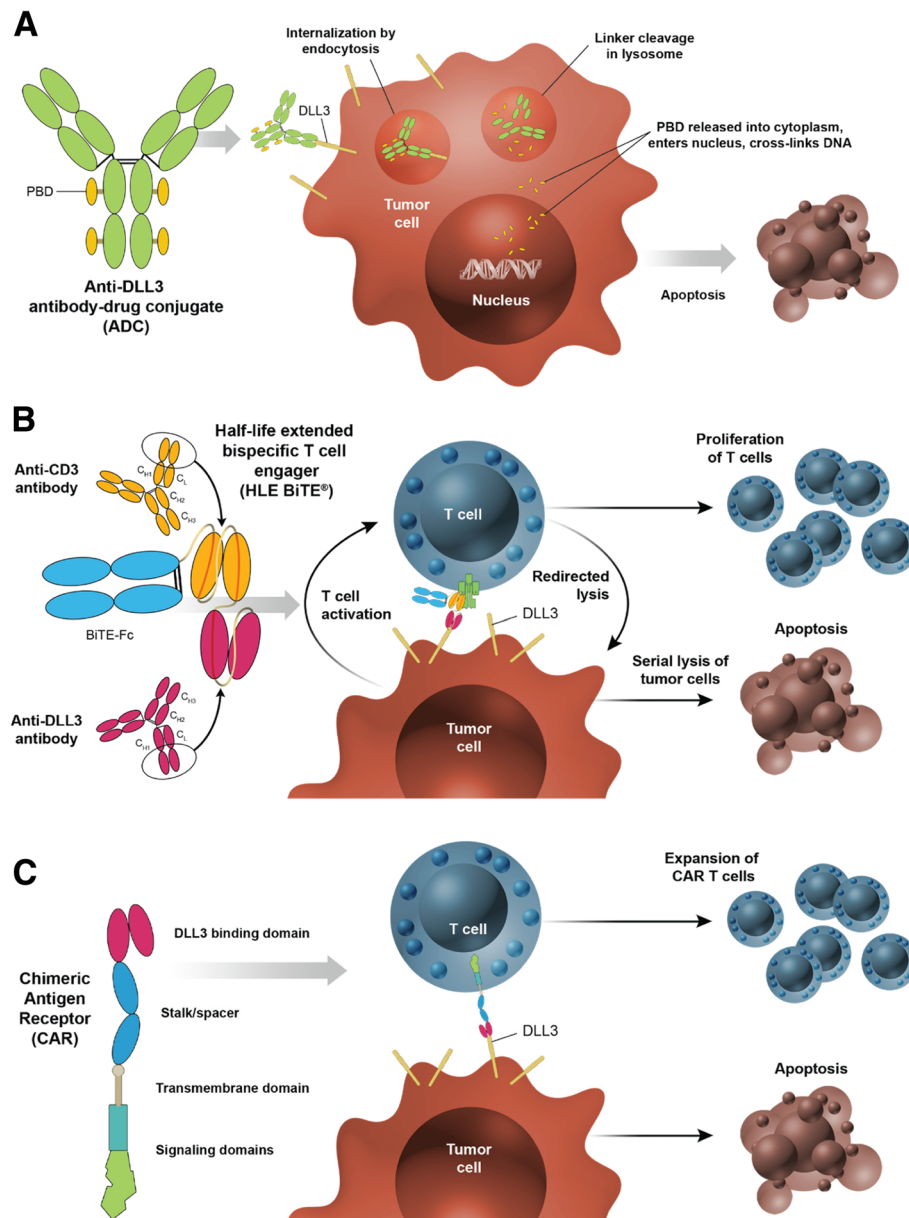 A
Internalization by
endocytosis
Linker cleavage
in lysosome
DLL3
PBD released into cytoplasm,
enters nucleus, cross-links DNA
PBD
Tumor
cell
Nucleus
Apoptosis
Anti-DLL3
antibody-drug conjugate
(ADC)
B
Anti-CD3
antibody
CH1
CL
CH2
CH3
Half-life extended
bispecific T cell
engager
(HLE BiTE®)
T cell
Proliferation
of T cells
T cell
activation
Redirected
lysis
DLL3
BiTE-Fc
Apoptosis
Serial lysis of
tumor cells
Anti-DLL3
antibody
CH3
CH2
CH1
CL
Tumor
cell
C
Chimeric
Antigen
Receptor
(CAR)
DLL3 binding domain
Stalk/spacer
Transmembrane domain
Signaling domains
T cell
Expansion of
CAR T cells
DLL3
Apoptosis
Tumor
cell